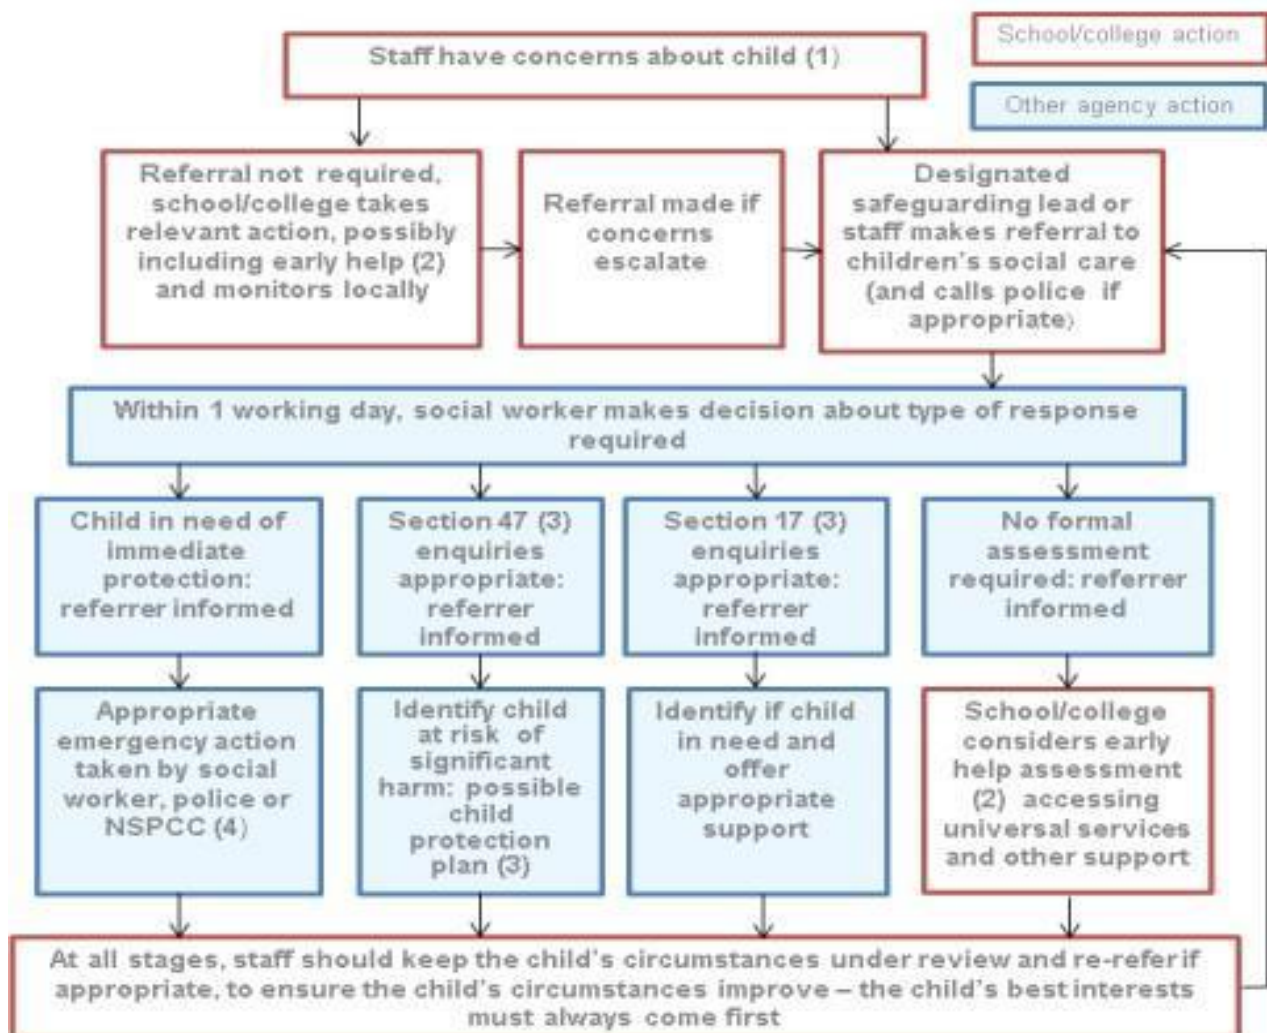 School/college action
Other agency action
Staff have concerns about child (1)
Referral not required,
school/college takes
relevant action, possibly
including early help (2)
and monitors locally
Referral made if
concerns
escalate
Designated
safeguarding lead or
staff makes referral to
children's social care
(and calls police if
appropriate)
Within 1 working day, social worker makes decision about type of response
required
Child in need of
immediate
protection:
referrer informed
Section 47 (3)
enquiries
appropriate:
referrer
informed
Section 17 (3)
enquiries
appropriate:
referrer
informed
No formal
assessment
required: referrer
informed
Appropriate
emergency action
taken by social
worker, police or
NSPCC (4)
Identify child
at risk of
significant
harm: possible
child
protection
plan (3)
Identify if child
in need and
offer
appropriate
support
School/college
considers early
help assessment
(2) accessing
universal services
and other support
At all stages, staff should keep the child's circumstances under review and re-refer if
appropriate, to ensure the child's circumstances improve – the child's best interests
must always come first